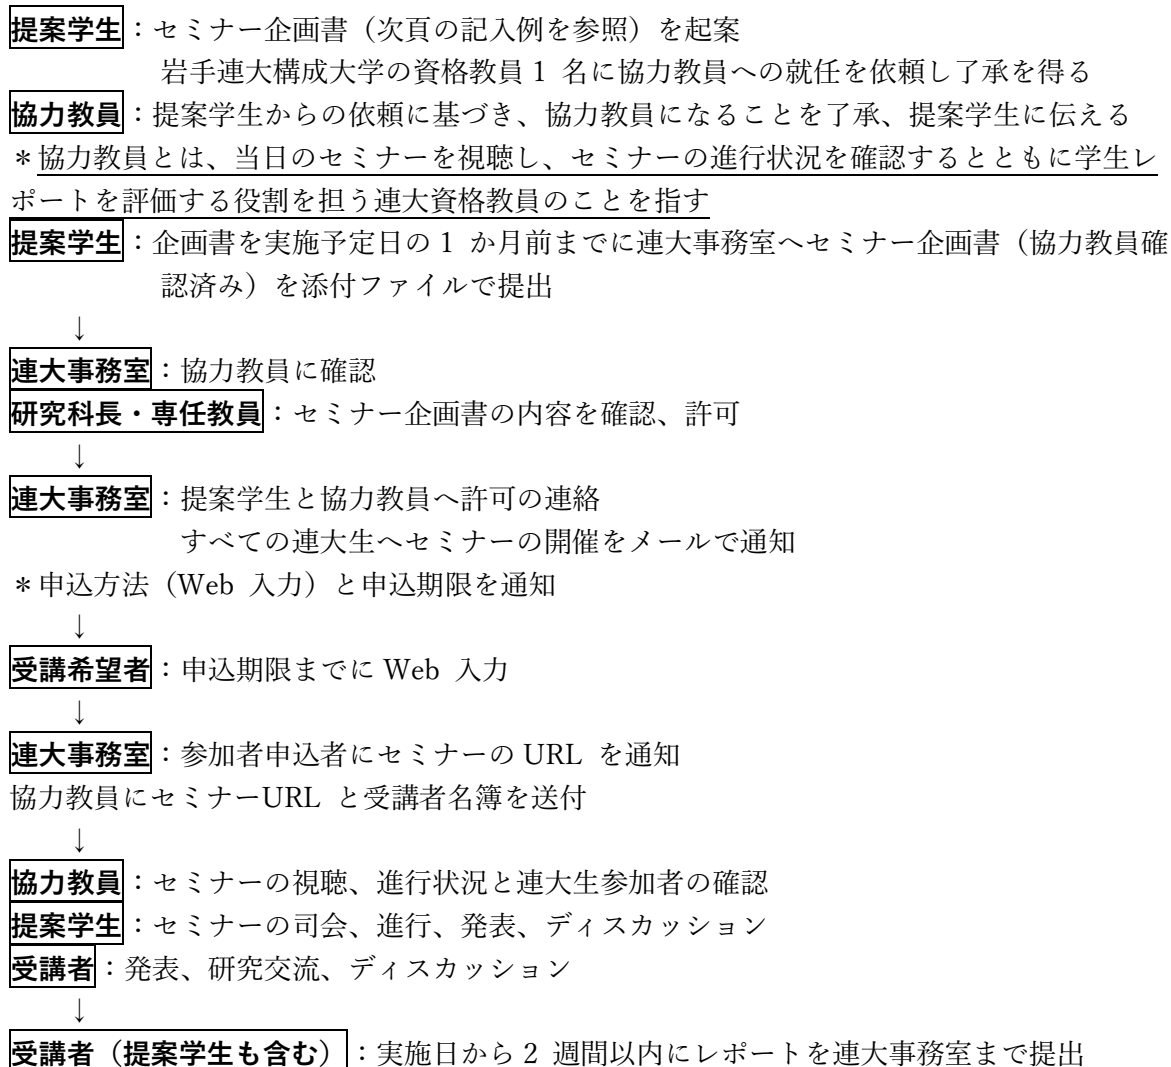 提案学生：セミナー企画書（次頁の記入例を参照）を起案
岩手連大構成大学の資格教員1 名に協力教員への就任を依頼し了承を得る
協力教員：提案学生からの依頼に基づき、協力教員になることを了承、提案学生に伝える
＊協力教員とは、当日のセミナーを視聴し、セミナーの進行状況を確認するとともに学生レ
ポートを評価する役割を担う連大資格教員のことを指す
提案学生：企画書を実施予定日の1 か月前までに連大事務室へセミナー企画書（協力教員確
認済み）を添付ファイルで提出
↓
連大事務室：協力教員に確認
研究科長・専任教員：セミナー企画書の内容を確認、許可
↓
連大事務室：提案学生と協力教員へ許可の連絡
すべての連大生へセミナーの開催をメールで通知
＊申込方法（Web 入力）と申込期限を通知
↓
受講希望者：申込期限までに Web 入力
↓
連大事務室：参加者申込者にセミナーの URL を通知
協力教員にセミナーURL と受講者名簿を送付
↓
協力教員：セミナーの視聴、進行状況と連大生参加者の確認
提案学生：セミナーの司会、進行、発表、ディスカッション
受講者：発表、研究交流、ディスカッション
↓
受講者（提案学生も含む）：実施日から2 週間以内にレポートを連大事務室まで提出